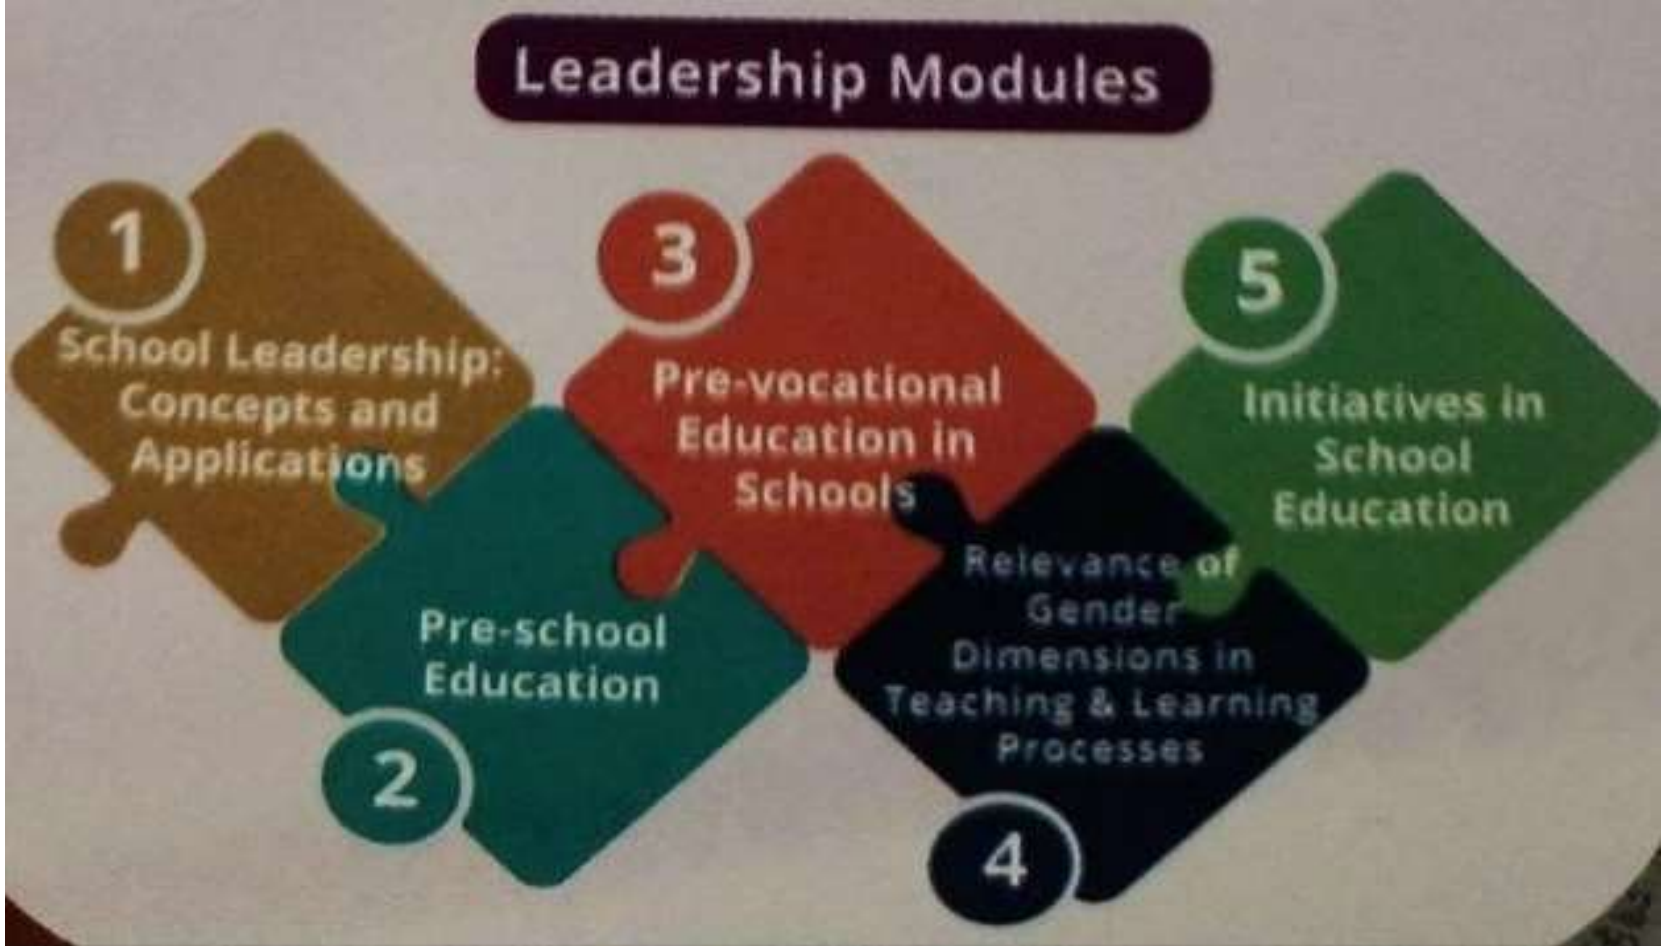 Leadership Modules
1
School Leadership:
Concepts and
Applications
2
Pre-school
Education
3
Pre-vocational
Education in
Schools
4
Relevance of
Gender
Dimensions in
Teaching & Learning
Processes
5
Initiatives in
School
Education